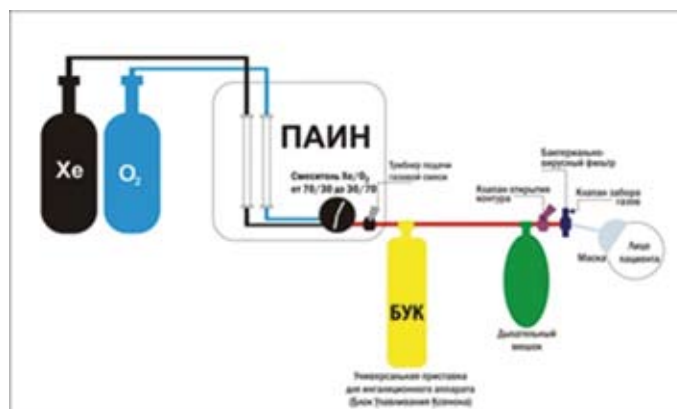 Xe
O₂
ПАИН
Смеситель Xe/O₂
от 70/30 до 30/70
Тумблер подачи
газовой смеси
Клапан открытия
контура
Бактериально-
вирусный фильтр
Клапан забора
газов
Маска
Лицо
пациента
БУК
Дыхательный
мешок
Универсальная приставка
для ингаляционного аппарата
(Блок Улавливания Ксенона)